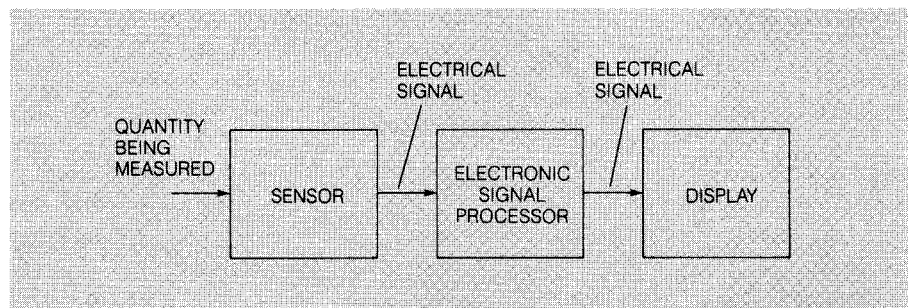 ELECTRICAL
SIGNAL
ELECTRICAL
SIGNAL
QUANTITY
BEING
MEASURED
SENSOR
ELECTRONIC
SIGNAL
PROCESSOR
DISPLAY